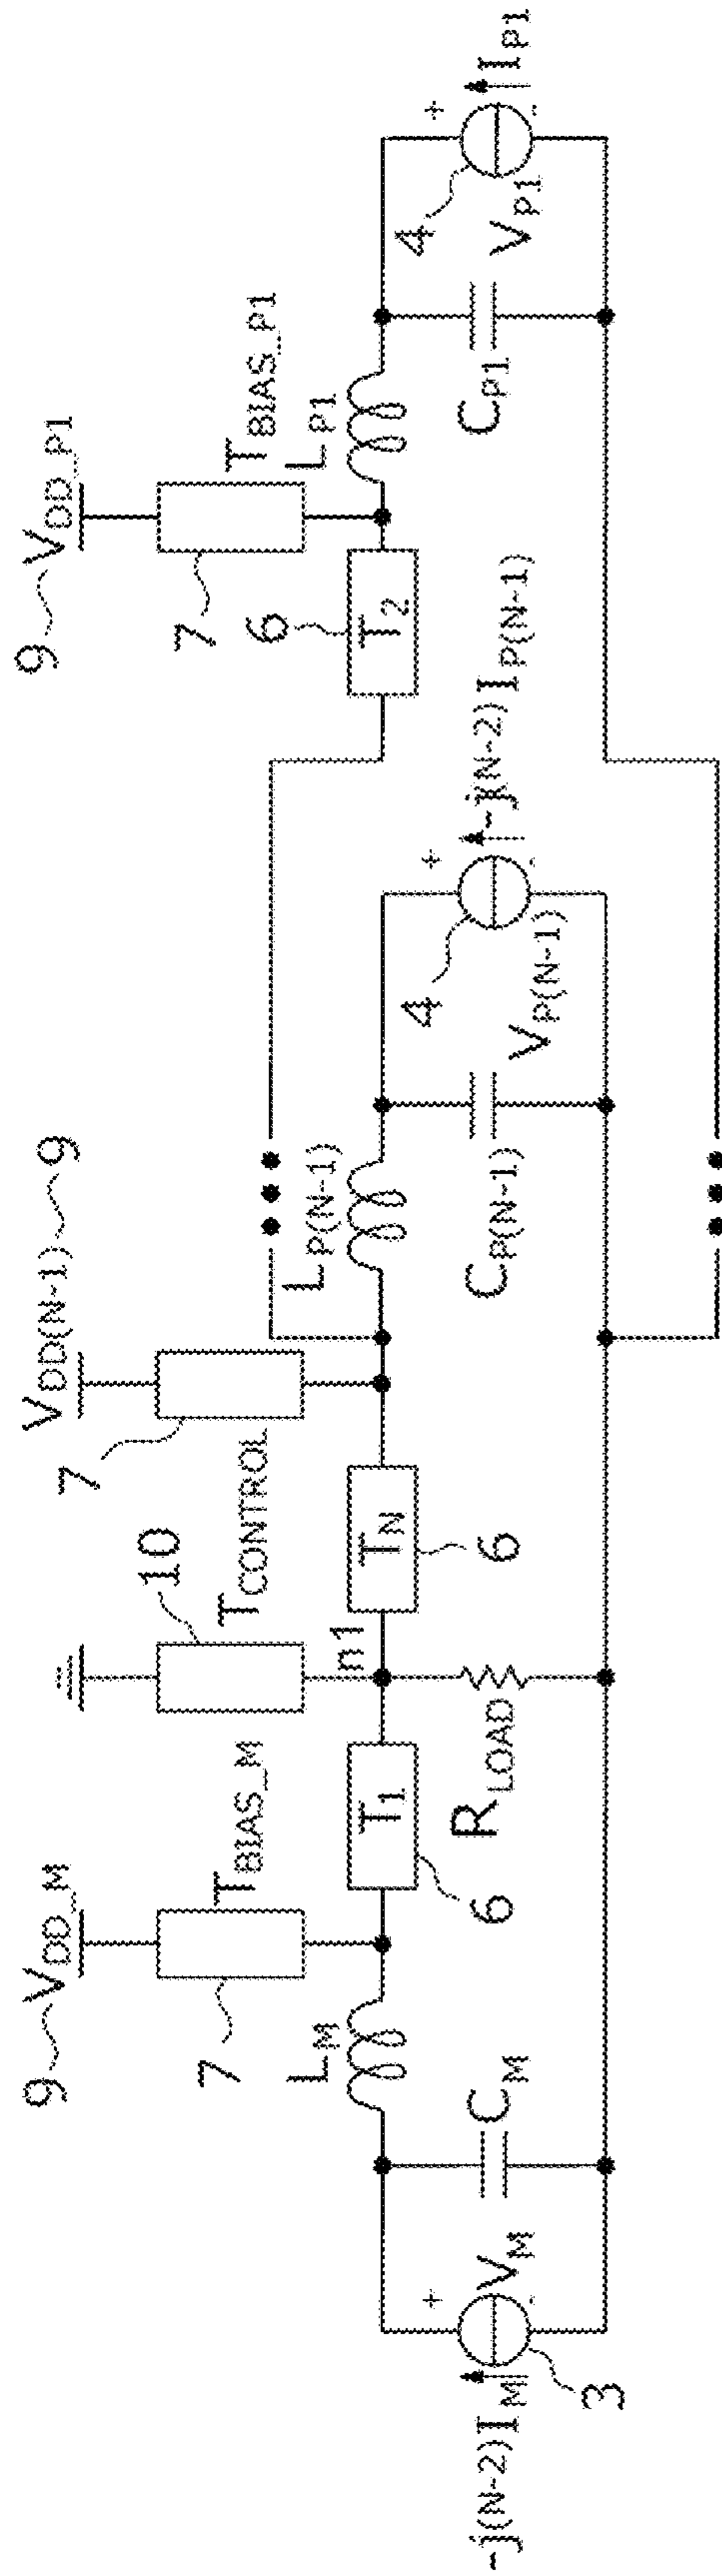 9 V_DD_M
7 T_BIAS_M
10 T_CONTROL
7
V_DD(N-1) 9
9 V_DD_P1
7 T_BIAS_P1
L_M
T_1
6
n1
T_N
6
L_P(N-1)
6
T_2
L_P1
-j(N-2)I_M
+
V_M
-
3
C_M
R_LOAD
C_P(N-1)
4
V_P(N-1)
+
-
-j(N-2)I_P(N-1)
C_P1
4
V_P1
+
-
I_P1